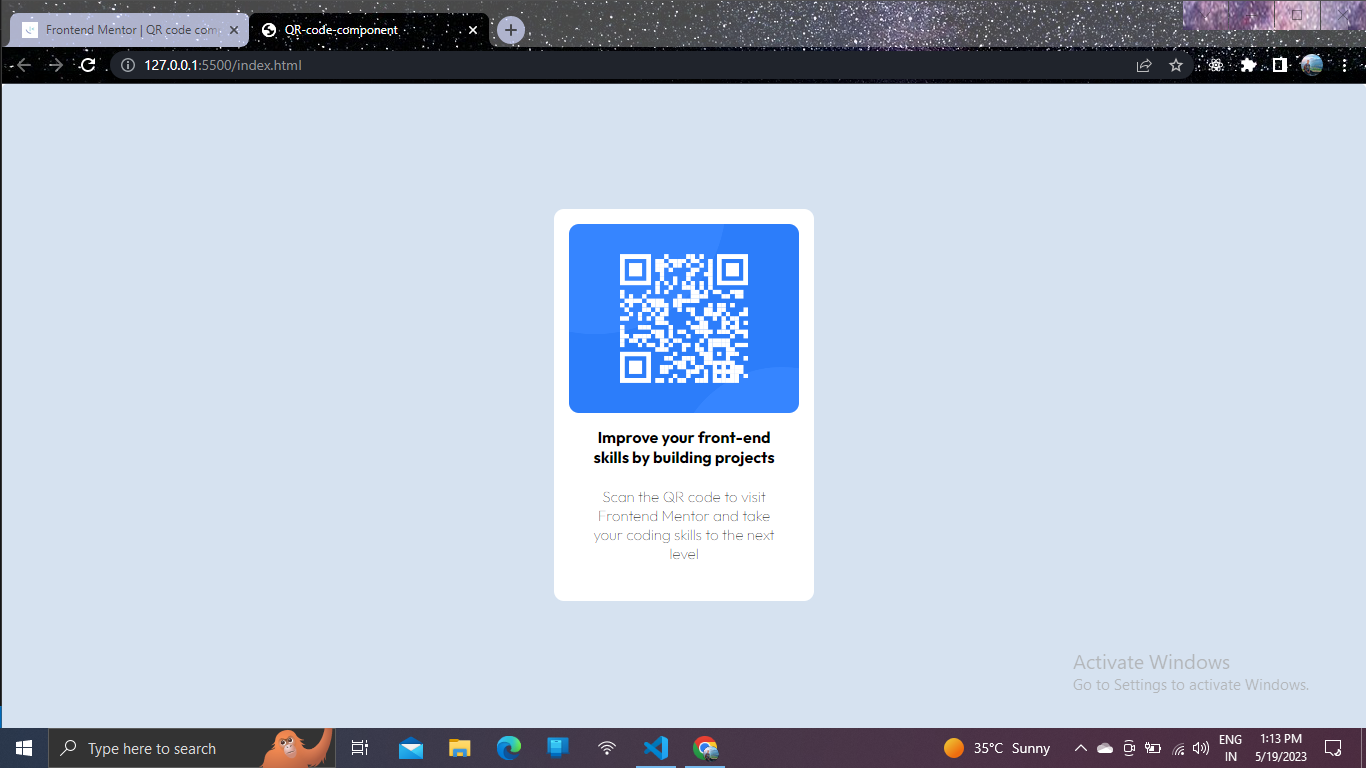 Frontend Mentor | QR code com
QR-code-component
127.0.0.1:5500/index.html
Improve your front-end
skills by building projects
Scan the QR code to visit
Frontend Mentor and take
your coding skills to the next
level
Activate Windows
Go to Settings to activate Windows.
Type here to search
35°C Sunny
ENG
IN
1:13 PM
5/19/2023